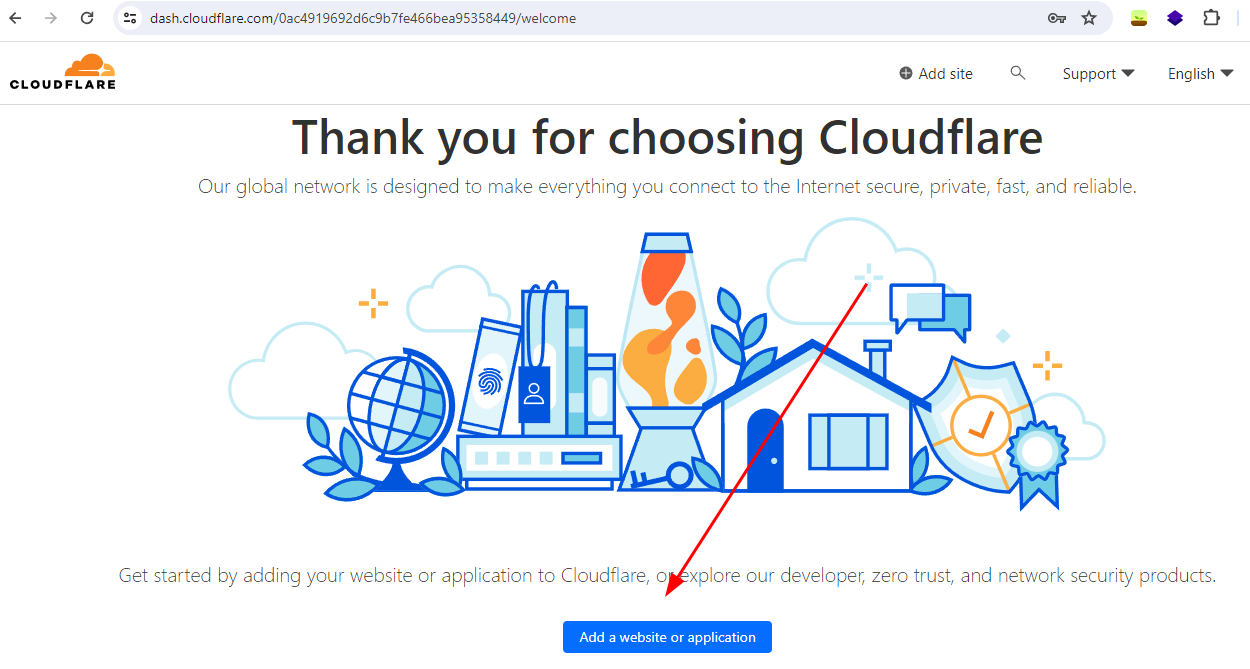 dash.cloudflare.com/0ac4919692d6c9b7fe466bea95358449/welcome
CLOUDFLARE
Add site
Support
English
Thank you for choosing Cloudflare
Our global network is designed to make everything you connect to the Internet secure, private, fast, and reliable.
Get started by adding your website or application to Cloudflare, or explore our developer, zero trust, and network security products.
Add a website or application